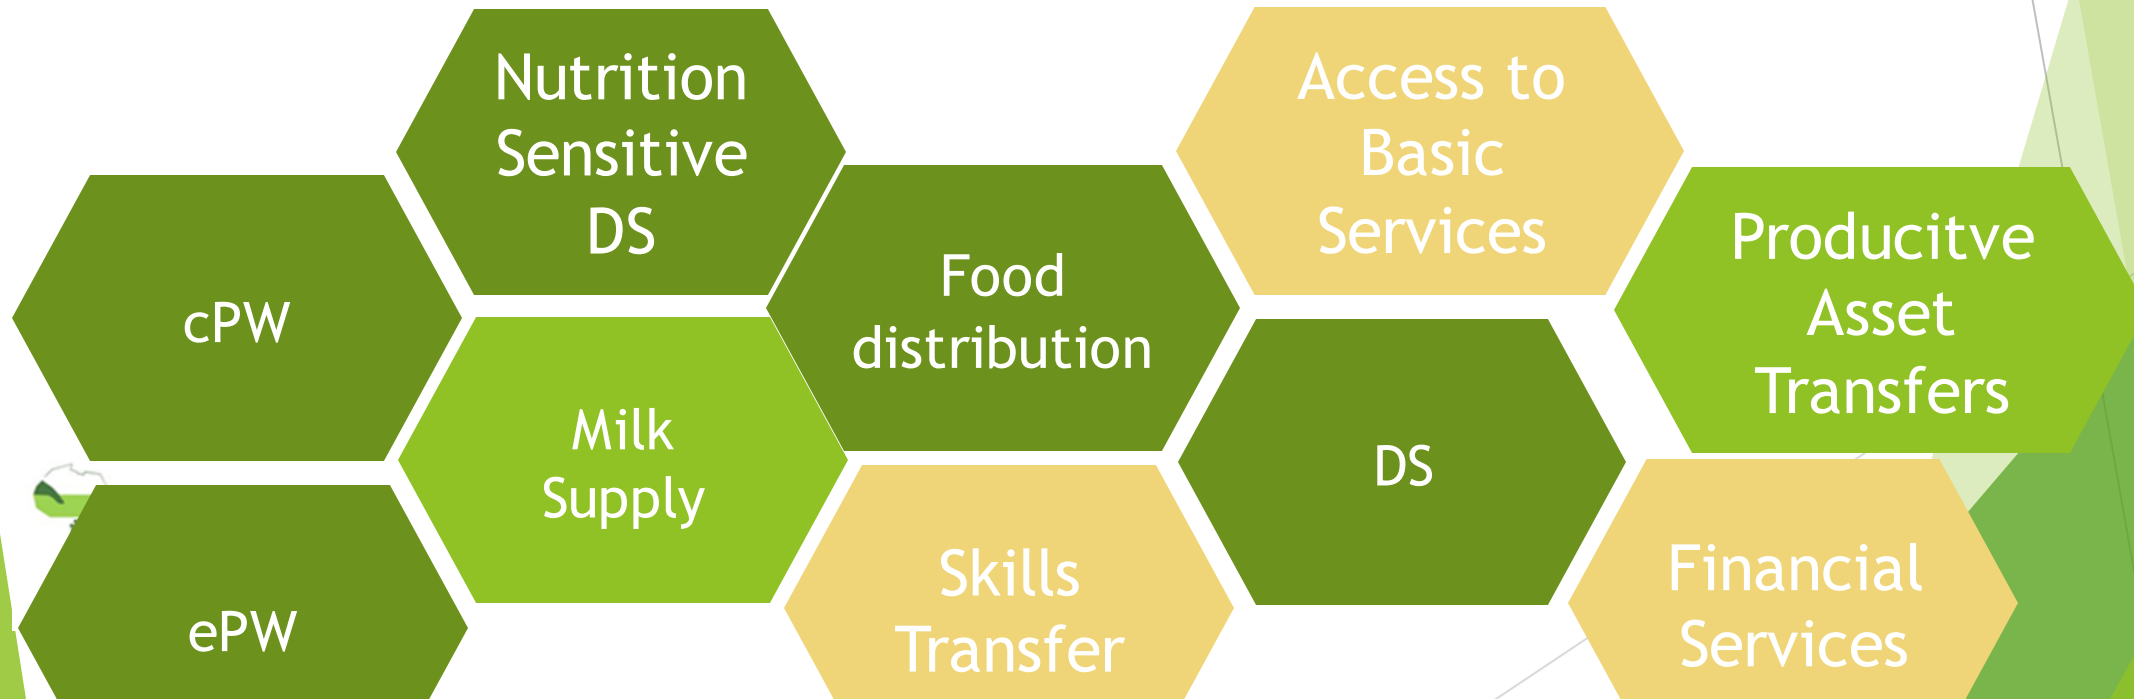 Nutrition
Sensitive
DS
Access to
Basic
Services
cPW
Food
distribution
Producitve
Asset
Transfers
Milk
Supply
DS
ePW
Skills
Transfer
Financial
Services